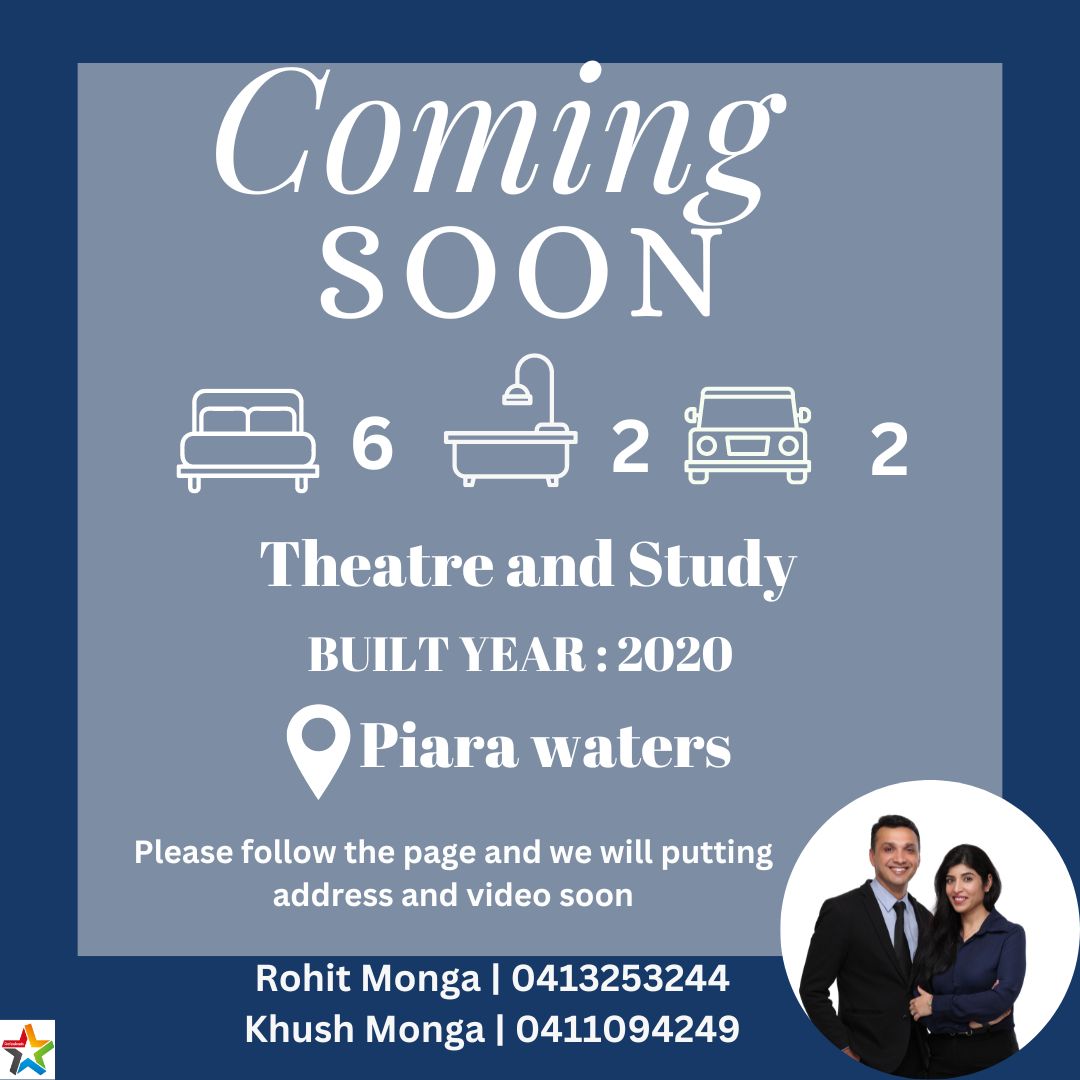 Coming
SOON
6 2 2
Theatre and Study
BUILT YEAR : 2020
Piara waters
Please follow the page and we will putting
address and video soon
Rohit Monga | 0413253244
Khush Monga | 0411094249